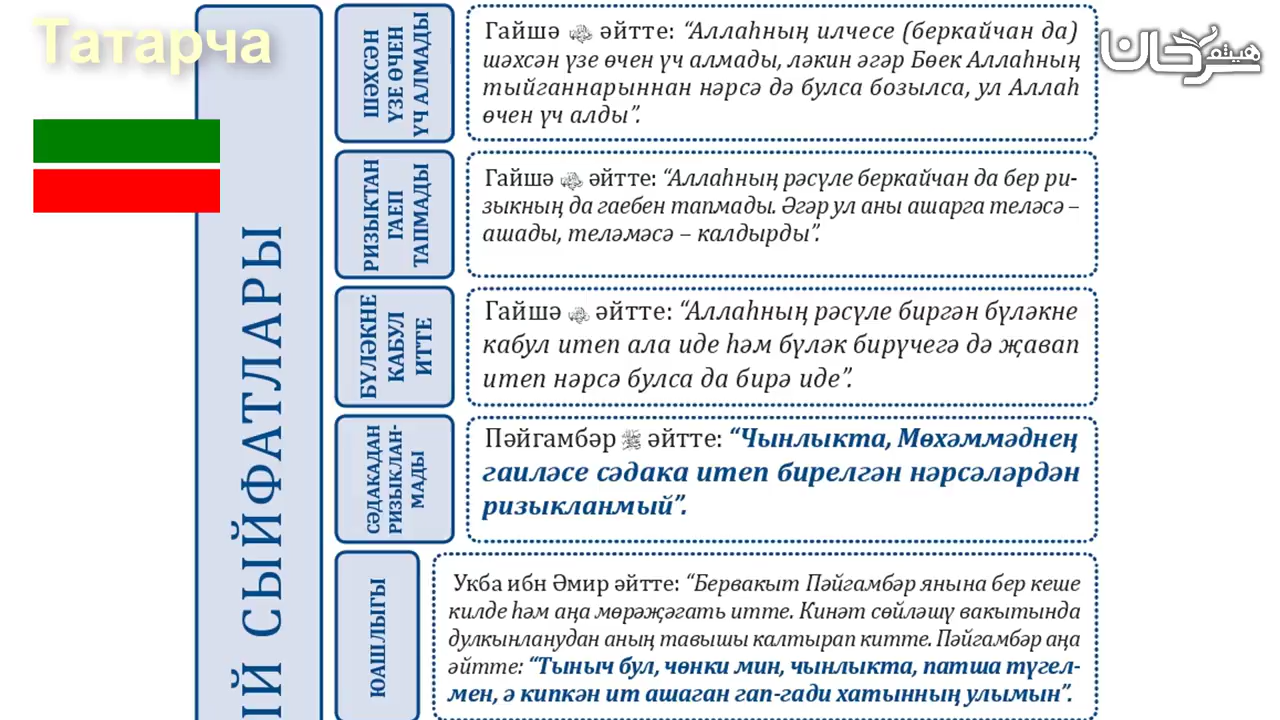 Татарча
هيتم سرحان
ИЙ СЫЙФАТЛАРЫ
ШӘХСӘН
ҮЗЕ ӨЧЕН
ҮЧ АЛМАДЫ
Гайшә әйтте: “Аллаһның илчесе (беркайчан да)
шәхсән үзе өчен үч алмады, ләкин әгәр Бөек Аллаһның
тыйганнарыннан нәрсә дә булса бозылса, ул Аллаһ
өчен үч алды”.
РИЗЫКТАН
ГАЕП
ТАПМАДЫ
Гайшә әйтте: “Аллаһның рәсүле беркайчан да бер ри-
зыкның да гаебен тапмады. Әгәр ул аны ашарга теләсә –
ашады, теләмәсә – калдырды”.
БҮЛӘКНЕ
КАБУЛ
ИТТЕ
Гайшә әйтте: “Аллаһның рәсүле биргән бүләкне
кабул итеп ала иде һәм бүләк бирүчегә дә җавап
итеп нәрсә булса да бирә иде”.
СӘДАКАДАН
РИЗЫКЛАН-
МАДЫ
Пәйгамбәр ﷺ әйтте: “Чынлыкта, Мөхәммәднең
гаиләсе сәдака итеп бирелгән нәрсәләрдән
ризыкланмый”.
ЮАШЛЫГЫ
Укба ибн Әмир әйтте: “Бервакыт Пәйгамбәр янына бер кеше
килде һәм аңа мөрәҗәгать итте. Кинәт сөйләшү вакытында
дулкынланудан аның тавышы калтырап китте. Пәйгамбәр аңа
әйтте: “Тыныч бул, чөнки мин, чынлыкта, патша түгел-
мен, ә кипкән ит ашаган гап-гади хатынның улымын”.